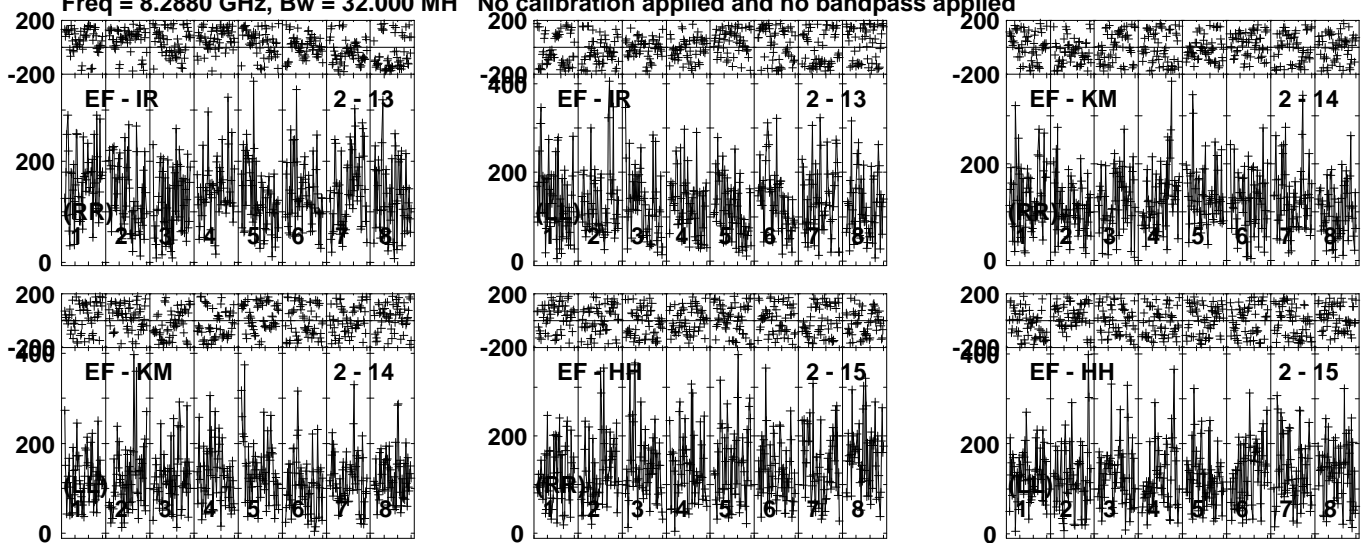 Freq = 8.2880 GHz, Bw = 32.000 MH No calibration applied and no bandpass applied
200
-200
EF - IR 2 - 13
200
(RR)
1 2 3 4 5 6 7 8
0
200
-200
400
EF - IR 2 - 13
200
(LL)
1 2 3 4 5 6 7 8
0
200
-200
EF - KM 2 - 14
200
(RR)
1 2 3 4 5 6 7 8
0
200
-200
400
EF - KM 2 - 14
200
(LL)
1 2 3 4 5 6 7 8
0
200
-200
EF - HH 2 - 15
200
(RR)
1 2 3 4 5 6 7 8
0
200
-200
400
EF - HH 2 - 15
200
(LL)
1 2 3 4 5 6 7 8
0